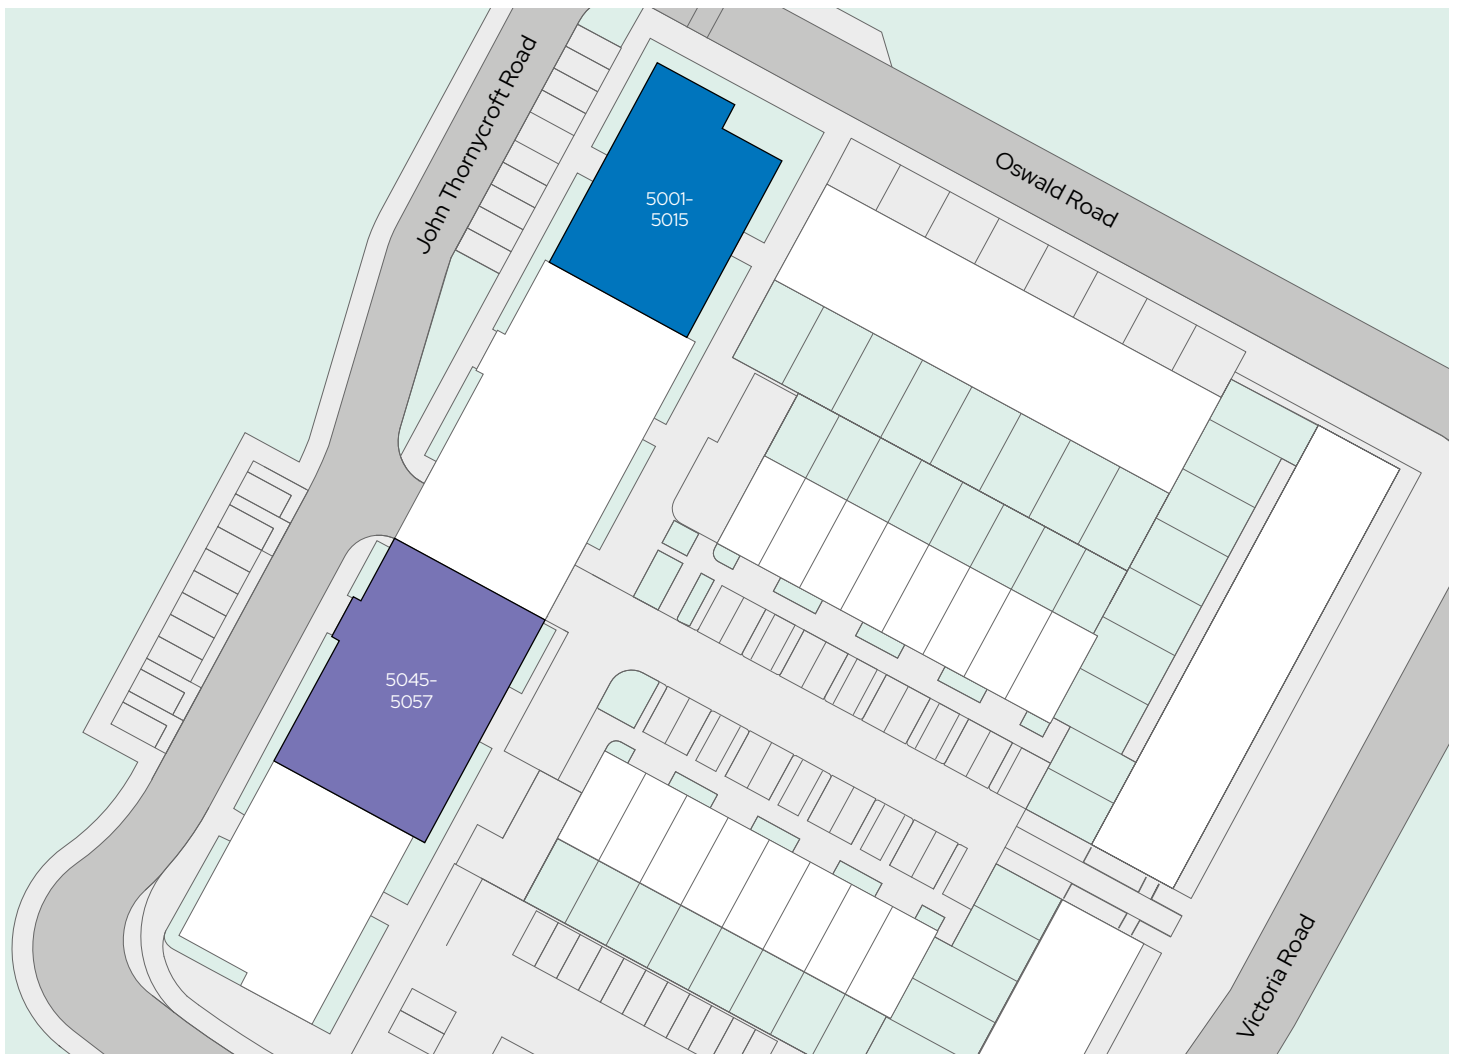 John Thornycroft Road
Oswald Road
5001-
5015
5045-
5057
Victoria Road